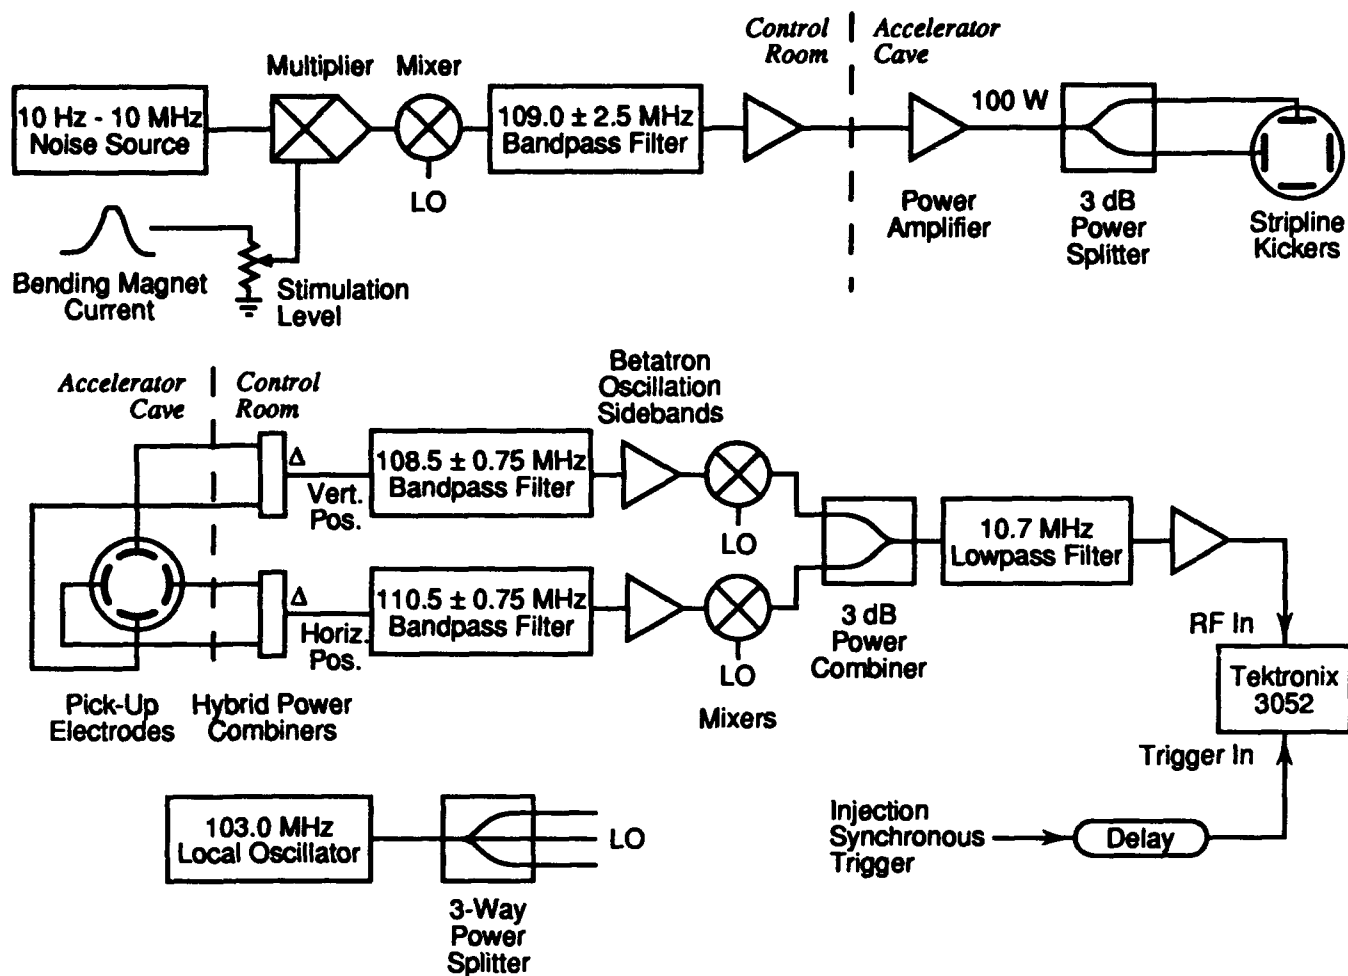 Control
Room
Accelerator
Cave
Multiplier
Mixer
10 Hz - 10 MHz
Noise Source
109.0 ± 2.5 MHz
Bandpass Filter
100 W
LO
Power
Amplifier
3 dB
Power
Splitter
Stripline
Kickers
Bending Magnet
Current
Stimulation
Level
Accelerator
Cave
Control
Room
Betatron
Oscillation
Sidebands
Δ
Vert.
Pos.
108.5 ± 0.75 MHz
Bandpass Filter
LO
10.7 MHz
Lowpass Filter
Δ
Horiz.
Pos.
110.5 ± 0.75 MHz
Bandpass Filter
LO
Mixers
3 dB
Power
Combiner
RF In
Tektronix
3052
Trigger In
Pick-Up
Electrodes
Hybrid Power
Combiners
103.0 MHz
Local Oscillator
LO
3-Way
Power
Splitter
Injection
Synchronous
Trigger
Delay